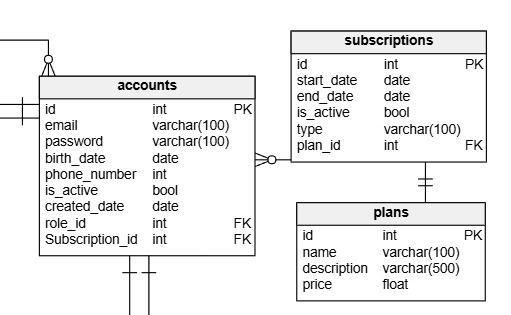 accounts
id int PK
email varchar(100)
password varchar(100)
birth_date date
phone_number int
is_active bool
created_date date
role_id int FK
Subscription_id int FK
subscriptions
id int PK
start_date date
end_date date
is_active bool
type varchar(100)
plan_id int FK
plans
id int PK
name varchar(100)
description varchar(500)
price float